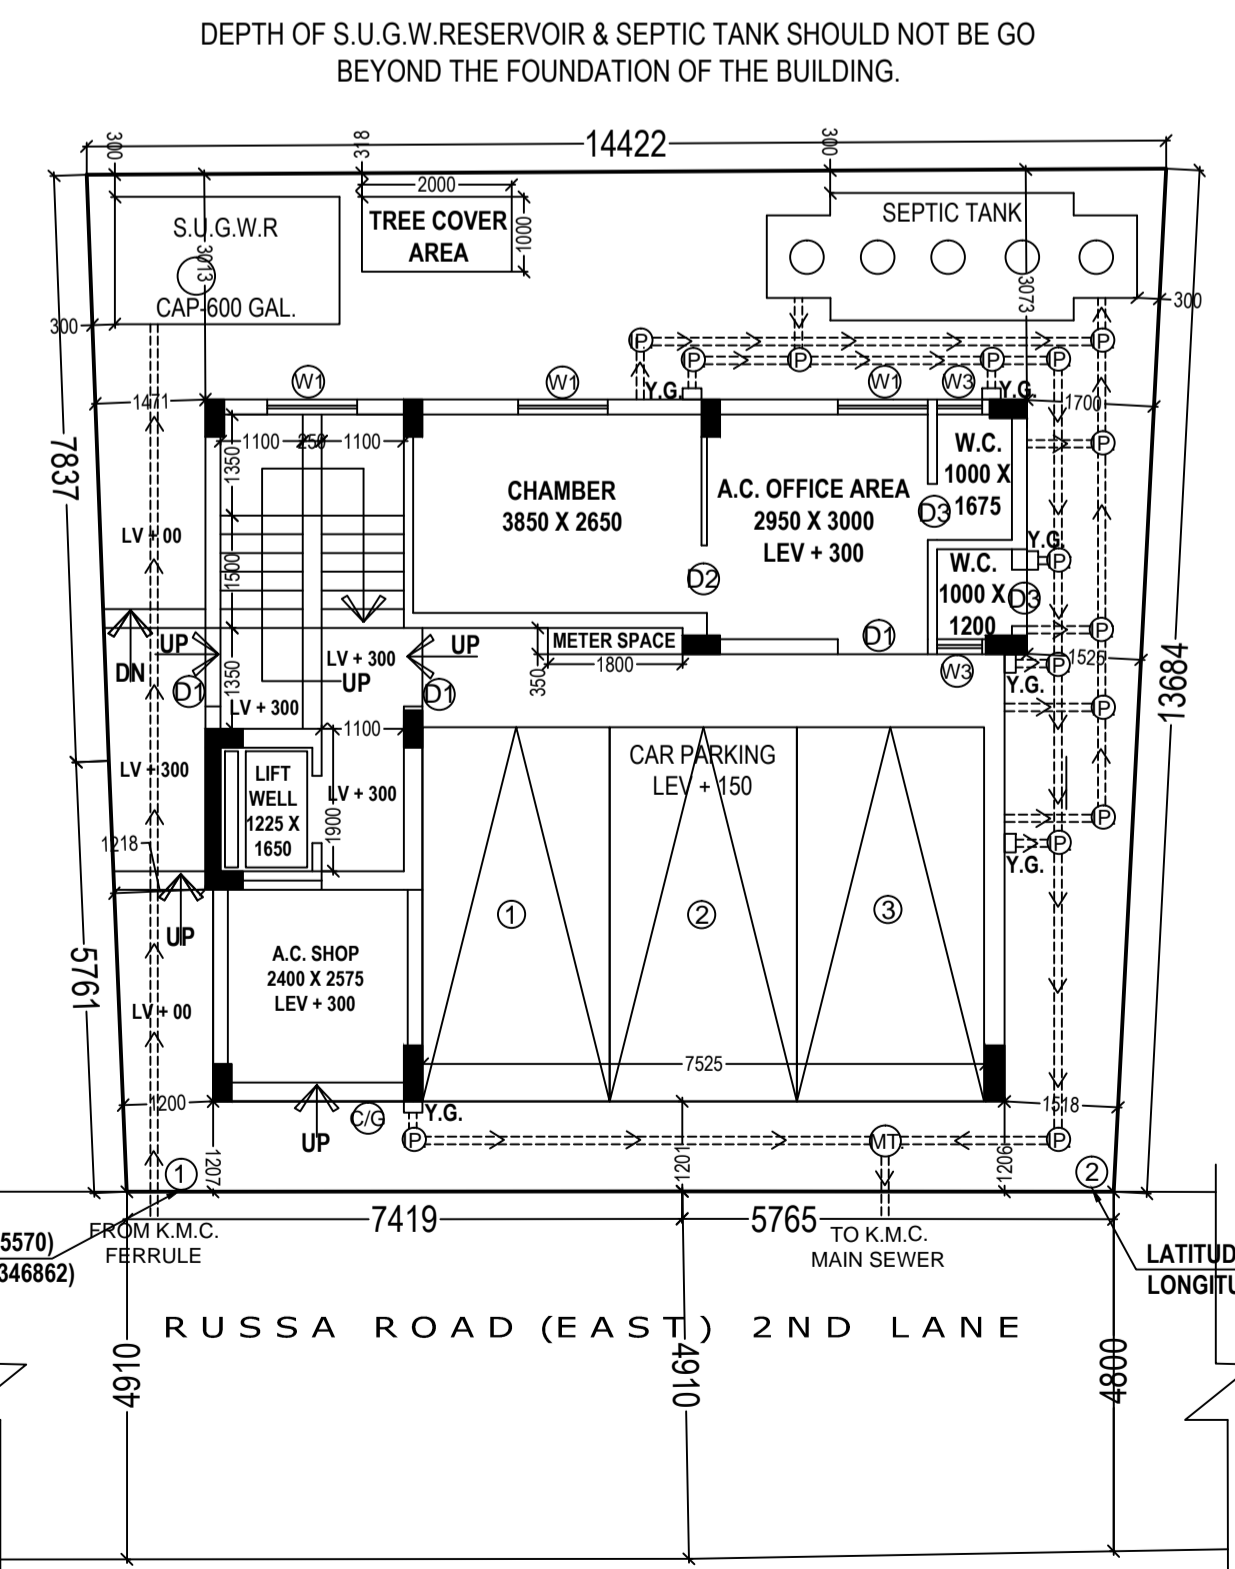 DEPTH OF S.U.G.W.RESERVOIR & SEPTIC TANK SHOULD NOT BE GO
BEYOND THE FOUNDATION OF THE BUILDING.
300
318
14422
300
2000
TREE COVER
AREA
1000
S.U.G.W.R
3013
CAP-600 GAL.
300
SEPTIC TANK
3073
300
P
P
P
P
P
P
W1
W1
W1
W3
Y.G.
Y.G.
1471
1700
7837
1100
250
1100
1350
P
CHAMBER
3850 X 2650
A.C. OFFICE AREA
2950 X 3000
LEV + 300
W.C.
1000 X
1675
D3
LV + 00
1500
D2
Y.G.
P
W.C.
1000 X
1200
D3
P
UP
DN
D1
1350
LV + 300
UP
LV + 300
UP
D1
METER SPACE
1800
350
D1
W3
P
1525
Y.G.
13684
1100
P
CAR PARKING
LEV + 150
LV + 300
LIFT
WELL
1225 X
1650
LV + 300
1900
1218
P
P
Y.G.
UP
1
2
3
5761
A.C. SHOP
2400 X 2575
LEV + 300
LV + 00
7525
1200
1518
UP
C/G
Y.G.
P
MT.
P
1207
1201
1206
1
2
7419
5765
FROM K.M.C.
FERRULE
TO K.M.C.
MAIN SEWER
5570)
346862)
LATITUD
LONGITU
RUSSA ROAD (EAST) 2ND LANE
4910
4910
4800